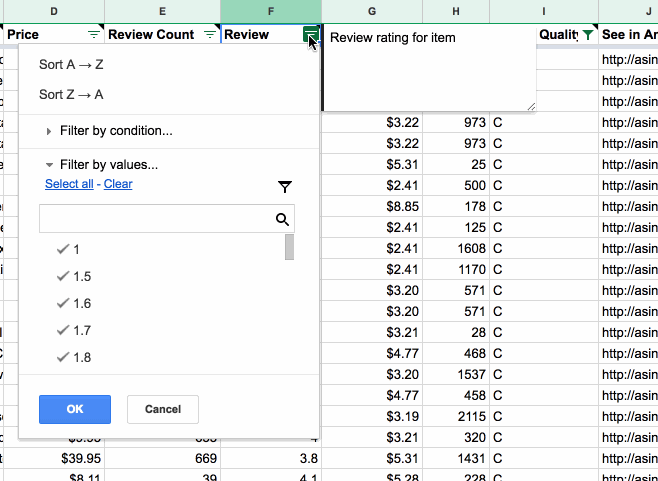 D E F G H I J
Price Review Count Review Quality See in Am
Review rating for item
Sort A → Z
Sort Z → A
Filter by condition...
Filter by values...
Select all - Clear
1
1.5
1.6
1.7
1.8
OK Cancel
http://asin
http://asin
http://asin
$3.22 973 C http://asin
$3.22 973 C http://asin
$5.31 25 C http://asin
$2.41 500 C http://asin
$8.85 178 C http://asin
$2.41 125 C http://asin
$2.41 1608 C http://asin
$2.41 1170 C http://asin
$3.20 571 C http://asin
$3.20 571 C http://asin
$3.21 28 C http://asin
$4.77 468 C http://asin
$3.20 1537 C http://asin
$4.77 458 C http://asin
$3.19 2115 C http://asin
$3.21 320 C http://asin
$39.95 669 3.8 $5.31 1431 C http://asin
$8.11 39 4.1 $5.28 228 C http://asin